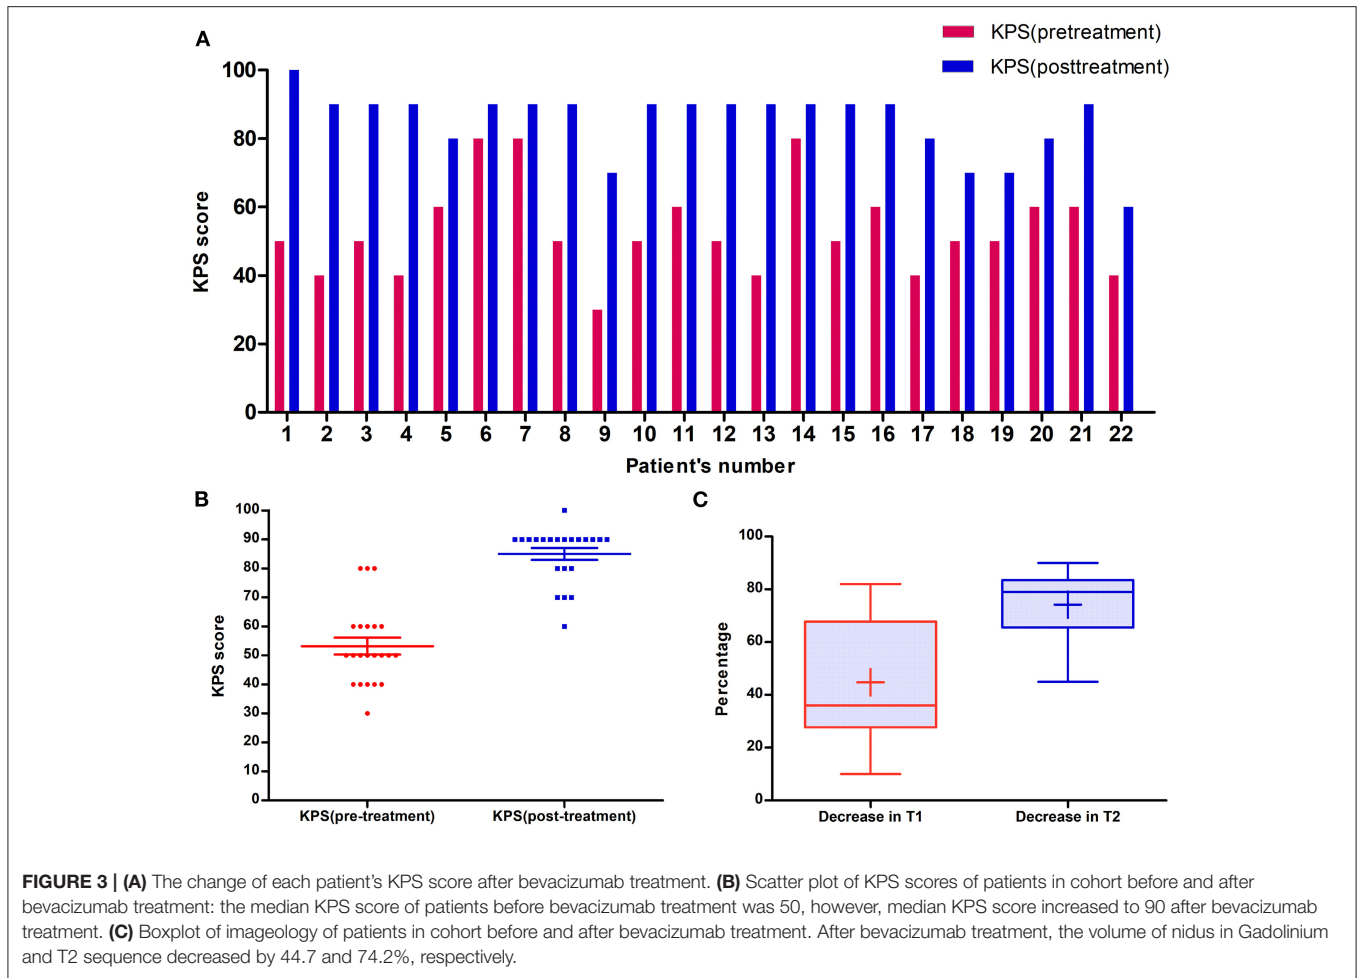 A
KPS(pretreatment)
KPS(posttreatment)
100
80
60
40
20
0
KPS score
1 2 3 4 5 6 7 8 9 10 11 12 13 14 15 16 17 18 19 20 21 22
Patient's number
B
100
90
80
70
60
50
40
30
20
10
0
KPS score
KPS(pre-treatment) KPS(post-treatment)
C
100
80
60
40
20
0
Percentage
Decrease in T1 Decrease in T2
FIGURE 3 | (A) The change of each patient's KPS score after bevacizumab treatment. (B) Scatter plot of KPS scores of patients in cohort before and after
bevacizumab treatment: the median KPS score of patients before bevacizumab treatment was 50, however, median KPS score increased to 90 after bevacizumab
treatment. (C) Boxplot of imageology of patients in cohort before and after bevacizumab treatment. After bevacizumab treatment, the volume of nidus in Gadolinium
and T2 sequence decreased by 44.7 and 74.2%, respectively.